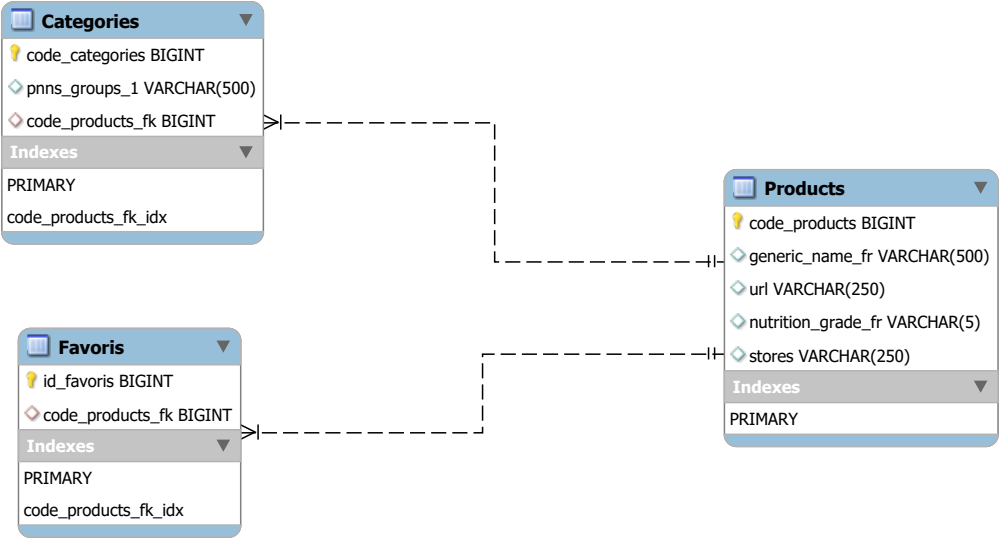 Categories
code_categories BIGINT
pnns_groups_1 VARCHAR(500)
code_products_fk BIGINT
Indexes
PRIMARY
code_products_fk_idx
Products
code_products BIGINT
generic_name_fr VARCHAR(500)
url VARCHAR(250)
nutrition_grade_fr VARCHAR(5)
stores VARCHAR(250)
Indexes
PRIMARY
Favoris
id_favoris BIGINT
code_products_fk BIGINT
Indexes
PRIMARY
code_products_fk_idx